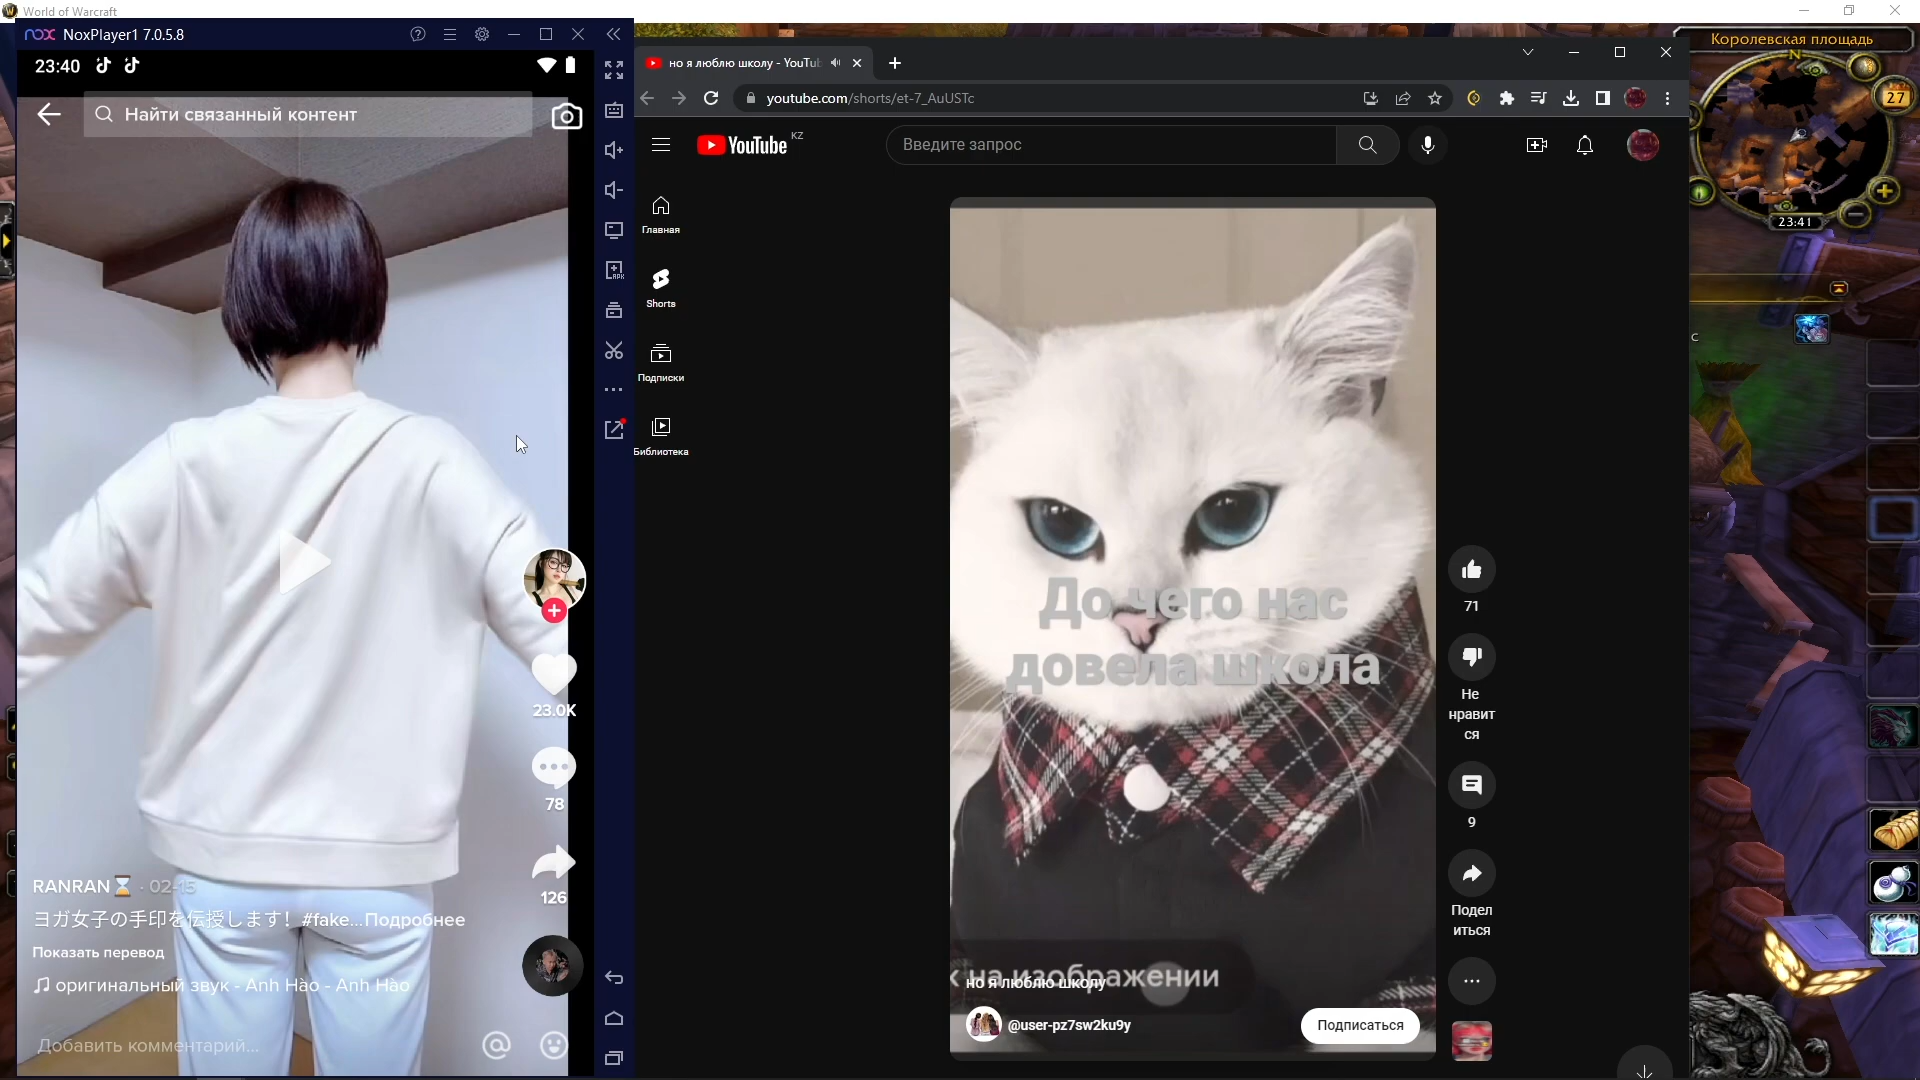 World of Warcraft
nox NoxPlayer1 7.0.5.8
23:40
Найти связанный контент
APK
23.0K
78
126
RANRAN⌛ · 02-15
ヨガ女子の手印を伝授します！#fake...Подробнее
Показать перевод
оригинальный звук - Anh Hào - Anh Hào
Добавить комментарий...
но я люблю школу - YouTub
youtube.com/shorts/et-7_AuUSTc
YouTube KZ
Введите запрос
Главная
Shorts
Подписки
Библиотека
До чего нас
довела школа
на изображении
но я люблю школу
@user-pz7sw2ku9y
Подписаться
71
Не
нравит
ся
9
Подел
иться
Королевская площадь
N
27
23:41
с